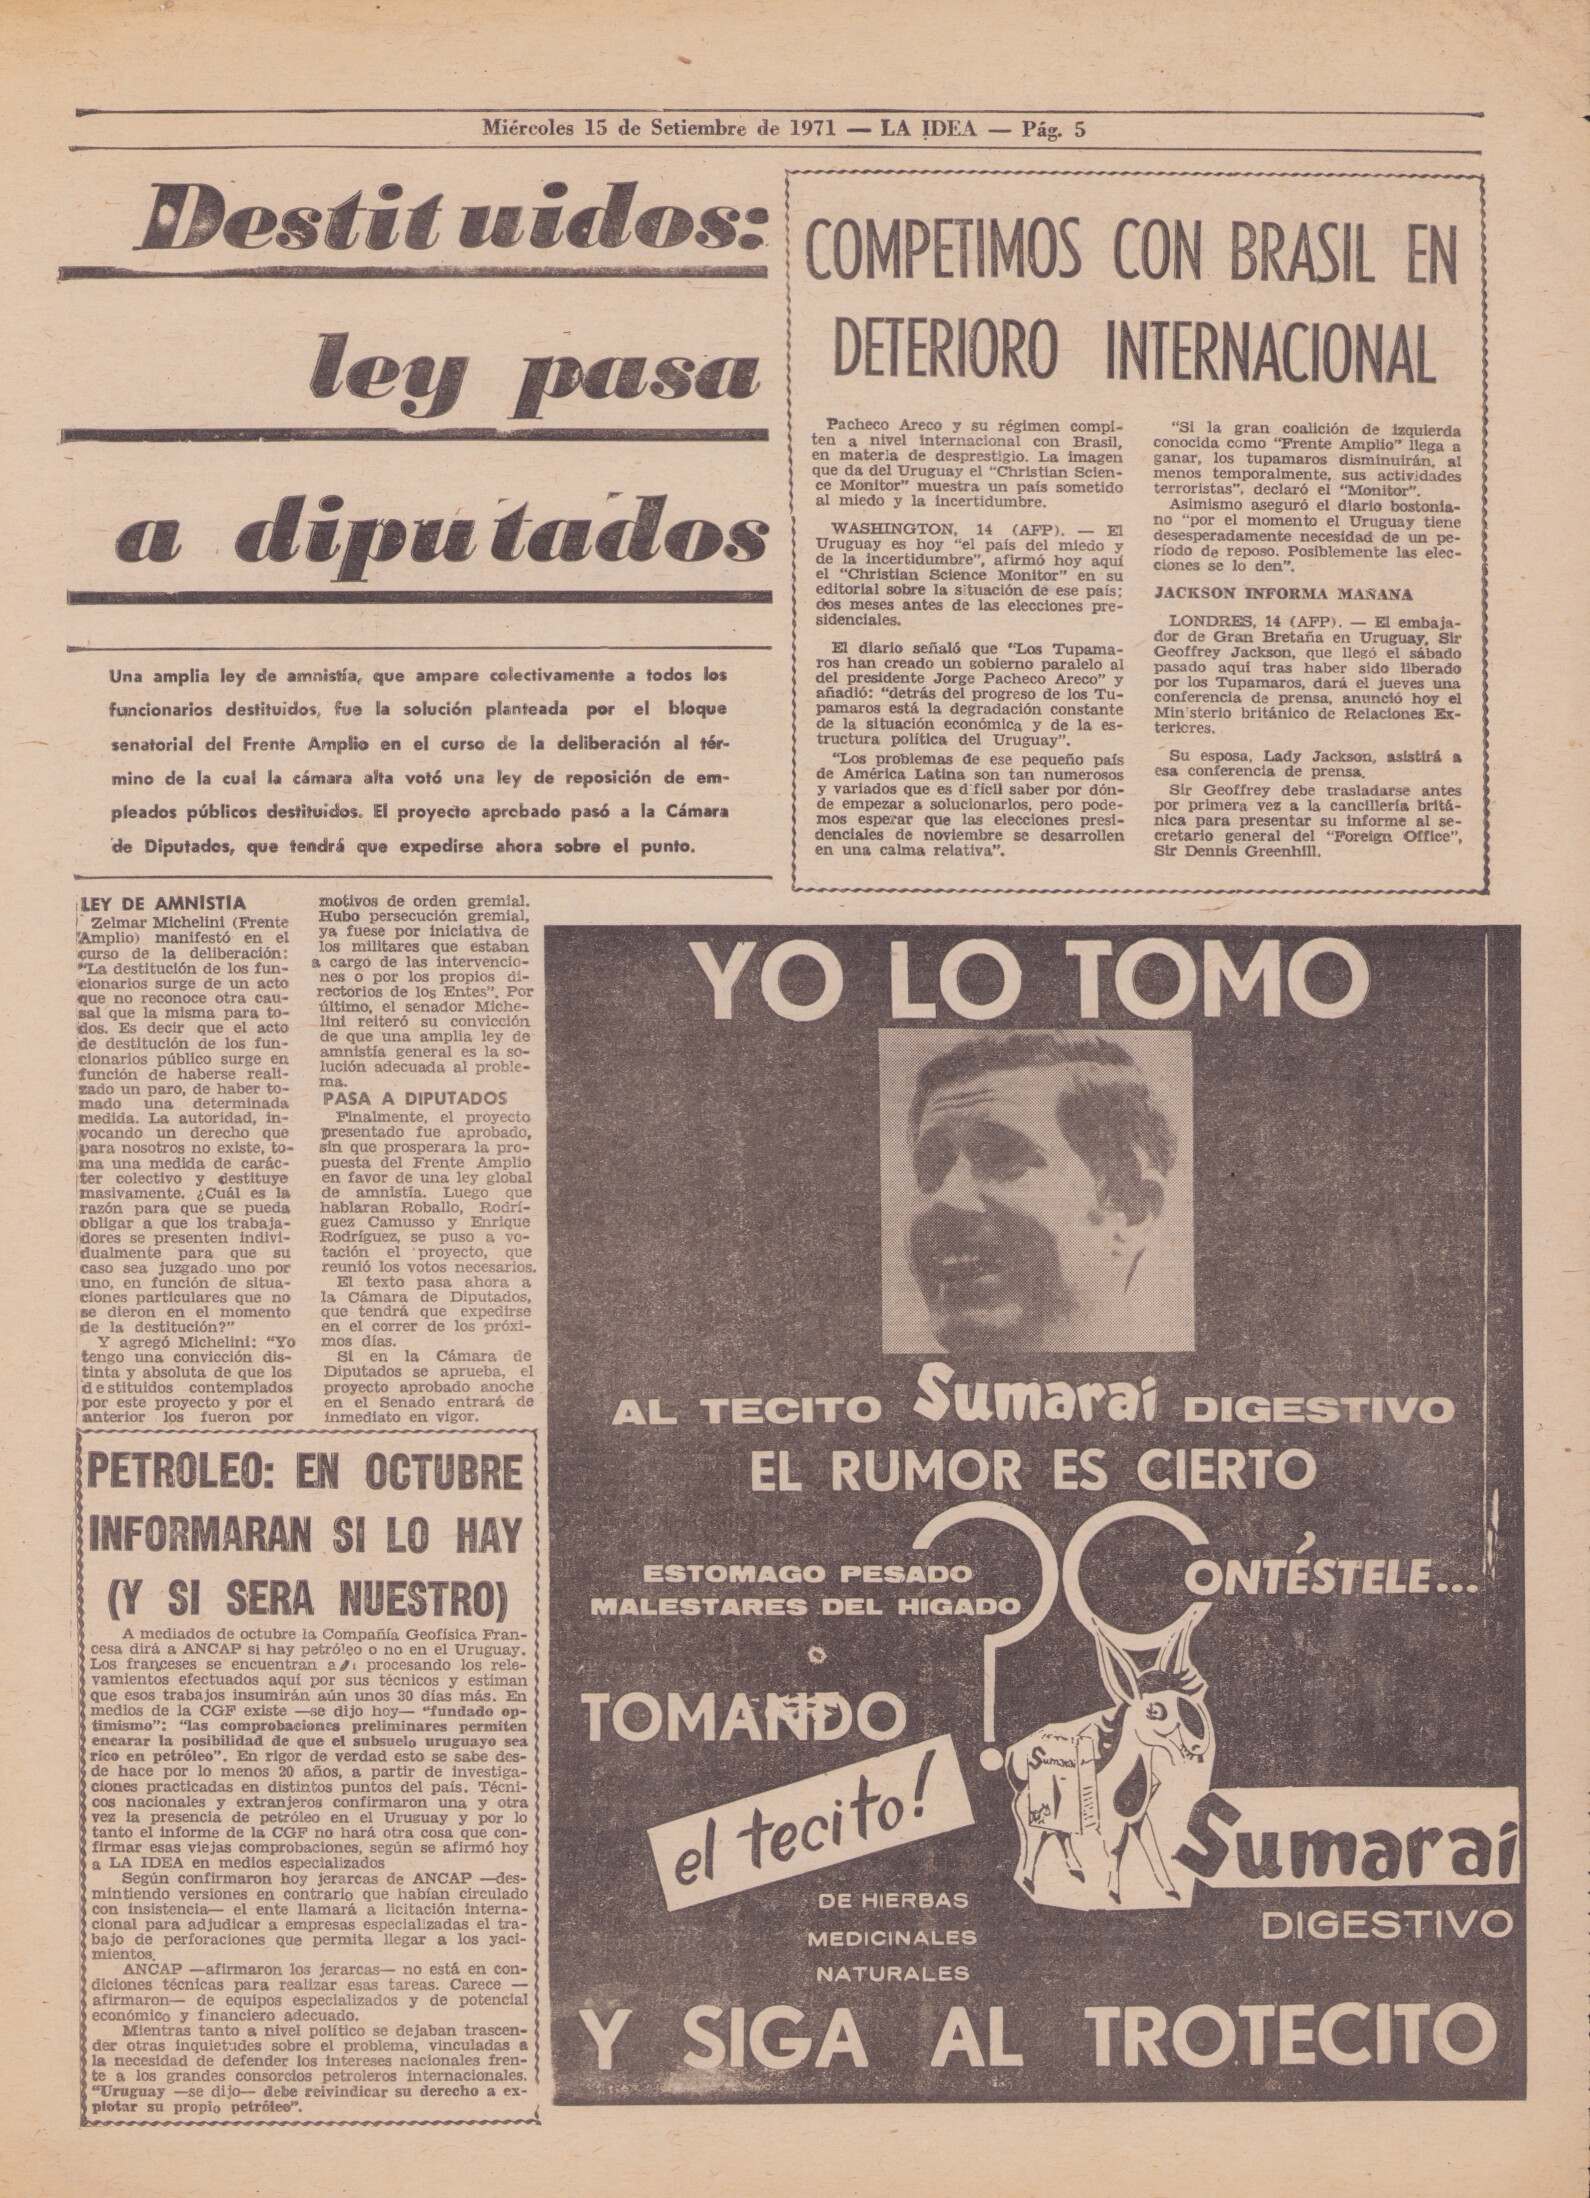 Miércoles 15 de Setiembre de 1971 — LA IDEA — Pág. 5
Destituidos:
ley pasa
a diputados
Una amplia ley de amnistía, que ampare colectivamente a todos los
funcionarios destituidos, fue la solución planteada por el bloque
senatorial del Frente Amplio en el curso de la deliberación al tér-
mino de la cual la cámara alta votó una ley de reposición de em-
pleados públicos destituidos. El proyecto aprobado pasó a la Cámara
de Diputados, que tendrá que expedirse ahora sobre el punto.
LEY DE AMNISTIA
Zelmar Michelini (Frente
Amplio) manifestó en el
curso de la deliberación:
"La destitución de los fun-
cionarios surge de un acto
que no reconoce otra cau-
sal que la misma para to-
dos. Es decir que el acto
de destitución de los fun-
cionarios público surge en
función de haberse reali-
zado un paro, de haber to-
mado una determinada
medida. La autoridad, in-
vocando un derecho que
para nosotros no existe, to-
ma una medida de carác-
ter colectivo y destituye
masivamente. ¿Cuál es la
razón para que se pueda
obligar a que los trabaja-
dores se presenten indivi-
dualmente para que su
caso sea juzgado uno por
uno, en función de situa-
ciones particulares que no
se dieron en el momento
de la destitución?"
Y agregó Michelini: "Yo
tengo una convicción dis-
tinta y absoluta de que los
destituidos contemplados
por este proyecto y por el
anterior los fueron por
motivos de orden gremial.
Hubo persecución gremial,
ya fuese por iniciativa de
los militares que estaban
a cargo de las intervencio-
nes o por los propios di-
rectorios de los Entes". Por
último, el senador Miche-
lini reiteró su convicción
de que una amplia ley de
amnistía general es la so-
lución adecuada al proble-
ma.
PASA A DIPUTADOS
Finalmente, el proyecto
presentado fue aprobado,
sin que prosperara la pro-
puesta del Frente Amplio
en favor de una ley global
de amnistía. Luego que
hablaran Roballo, Rodrí-
guez Camusso y Enrique
Rodríguez, se puso a vo-
tación el proyecto, que
reunió los votos necesarios.
El texto pasa ahora a
la Cámara de Diputados,
que tendrá que expedirse
en el correr de los próxi-
mos días.
Si en la Cámara de
Diputados se aprueba, el
proyecto aprobado anoche
en el Senado entrará de
inmediato en vigor.
COMPETIMOS CON BRASIL EN
DETERIORO INTERNACIONAL
Pacheco Areco y su régimen compi-
ten a nivel internacional con Brasil,
en materia de desprestigio. La imagen
que da del Uruguay el "Christian Scien-
ce Monitor" muestra un país sometido
al miedo y la incertidumbre.
WASHINGTON, 14 (AFP). — El
Uruguay es hoy "el país del miedo y
de la incertidumbre", afirmó hoy aquí
el "Christian Science Monitor" en su
editorial sobre la situación de ese país;
dos meses antes de las elecciones pre-
sidenciales.
El diario señaló que "Los Tupama-
ros han creado un gobierno paralelo al
del presidente Jorge Pacheco Areco" y
añadió: "detrás del progreso de los Tu-
pamaros está la degradación constante
de la situación económica y de la es-
tructura política del Uruguay".
"Los problemas de ese pequeño país
de América Latina son tan numerosos
y variados que es difícil saber por dón-
de empezar a solucionarlos, pero pode-
mos esperar que las elecciones presi-
denciales de noviembre se desarrollen
en una calma relativa".
"Si la gran coalición de izquierda
conocida como "Frente Amplio" llega a
ganar, los tupamaros disminuirán, al
menos temporalmente, sus actividades
terroristas", declaró el "Monitor".
Asimismo aseguró el diario bostonia-
no "por el momento el Uruguay tiene
desesperadamente necesidad de un pe-
ríodo de reposo. Posiblemente las elec-
ciones se lo den".
JACKSON INFORMA MAÑANA
LONDRES, 14 (AFP). — El embaja-
dor de Gran Bretaña en Uruguay, Sir
Geoffrey Jackson, que llegó el sábado
pasado aquí tras haber sido liberado
por los Tupamaros, dará el jueves una
conferencia de prensa, anunció hoy el
Min'sterio británico de Relaciones Ex-
teriores.
Su esposa, Lady Jackson, asistirá a
esa conferencia de prensa.
Sir Geoffrey debe trasladarse antes
por primera vez a la cancillería britá-
nica para presentar su informe al se-
cretario general del "Foreign Office",
Sir Dennis Greenhill.
PETROLEO: EN OCTUBRE
INFORMARAN SI LO HAY
(Y SI SERA NUESTRO)
A mediados de octubre la Compañía Geofísica Fran-
cesa dirá a ANCAP si hay petróleo o no en el Uruguay.
Los franceses se encuentran procesando los rele-
vamientos efectuados aquí por sus técnicos y estiman
que esos trabajos insumirán aún unos 30 días más. En
medios de la CGF existe —se dijo hoy— "fundado op-
timismo": "las comprobaciones preliminares permiten
encarar la posibilidad de que el subsuelo uruguayo sea
rico en petróleo". En rigor de verdad esto se sabe des-
de hace por lo menos 20 años, a partir de investiga-
ciones practicadas en distintos puntos del país. Técni-
cos nacionales y extranjeros confirmaron una y otra
vez la presencia de petróleo en el Uruguay y por lo
tanto el informe de la CGF no hará otra cosa que con-
firmar esas viejas comprobaciones, según se afirmó hoy
a LA IDEA en medios especializados
Según confirmaron hoy jerarcas de ANCAP —des-
mintiendo versiones en contrario que habían circulado
con insistencia— el ente llamará a licitación interna-
cional para adjudicar a empresas especializadas el tra-
bajo de perforaciones que permita llegar a los yaci-
mientos.
ANCAP —afirmaron los jerarcas— no está en con-
diciones técnicas para realizar esas tareas. Carece —
afirmaron— de equipos especializados y de potencial
económico y financiero adecuado.
Mientras tanto a nivel político se dejaban trascen-
der otras inquietudes sobre el problema, vinculadas a
la necesidad de defender los intereses nacionales fren-
te a los grandes consorcios petroleros internacionales.
"Uruguay —se dijo— debe reivindicar su derecho a ex-
plotar su propio petróleo".
YO LO TOMO
AL TECITO Sumarai DIGESTIVO
EL RUMOR ES CIERTO
ESTOMAGO PESADO
MALESTARES DEL HIGADO?
CONTÉSTELE...
TOMANDO
el tecito!
Sumarai
Sumarai
DE HIERBAS
MEDICINALES
NATURALES
DIGESTIVO
Y SIGA AL TROTECITO